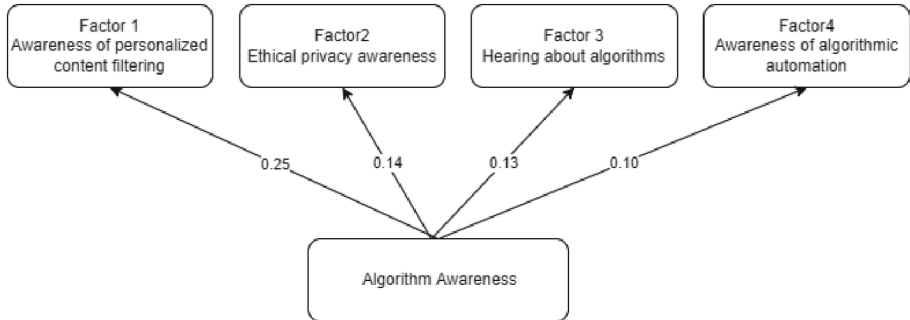 Factor 1
Awareness of personalized
content filtering
Factor2
Ethical privacy awareness
Factor 3
Hearing about algorithms
Factor4
Awareness of algorithmic
automation
0.25
0.14
0.13
0.10
Algorithm Awareness